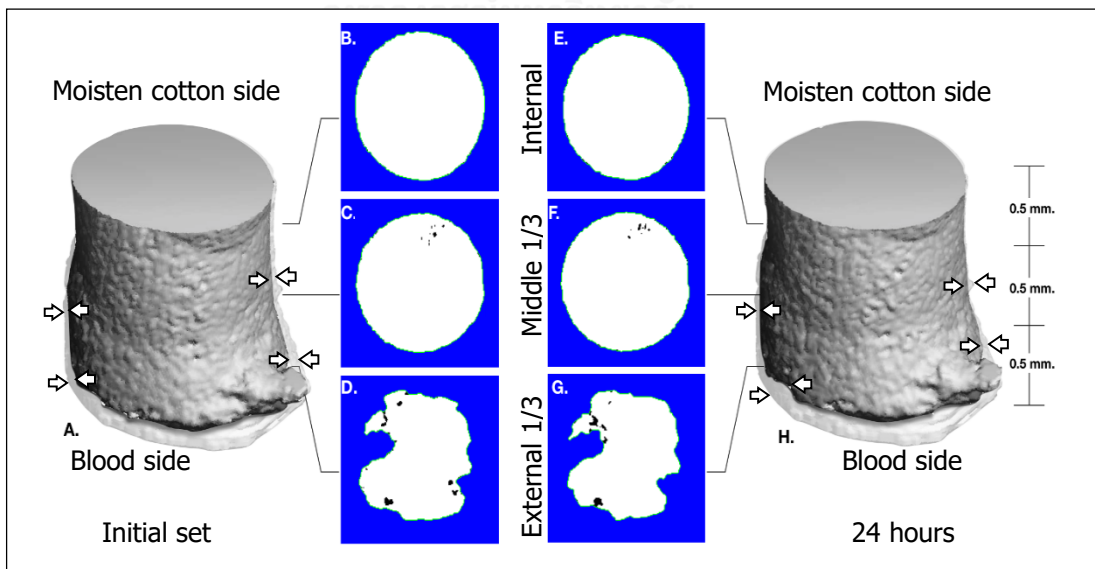 Moisten cotton side
A.
Blood side
Initial set
B.
C.
D.
Internal
Middle 1/3
External 1/3
E.
F.
G.
Moisten cotton side
H.
Blood side
24 hours
0.5 mm.
0.5 mm.
0.5 mm.